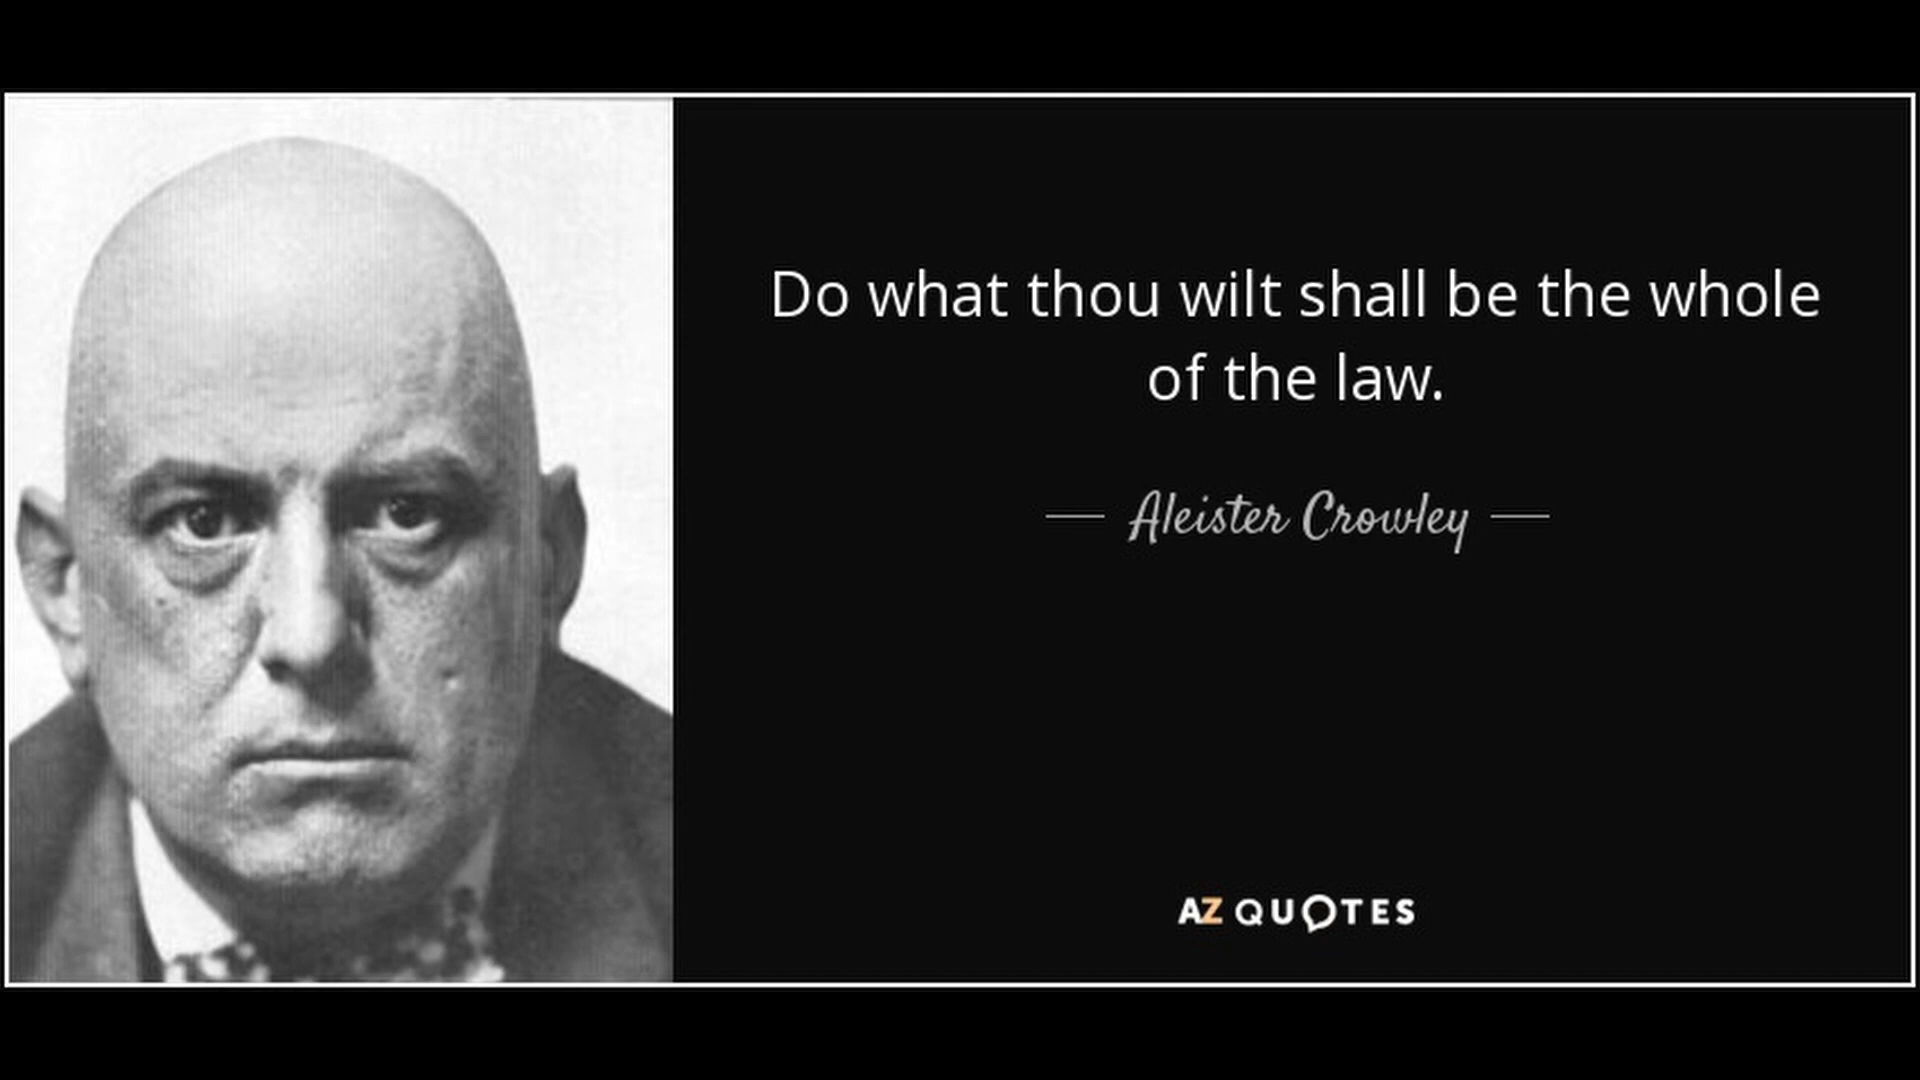 Do what thou wilt shall be the whole
of the law.
Aleister Crowley
AZ QUOTES